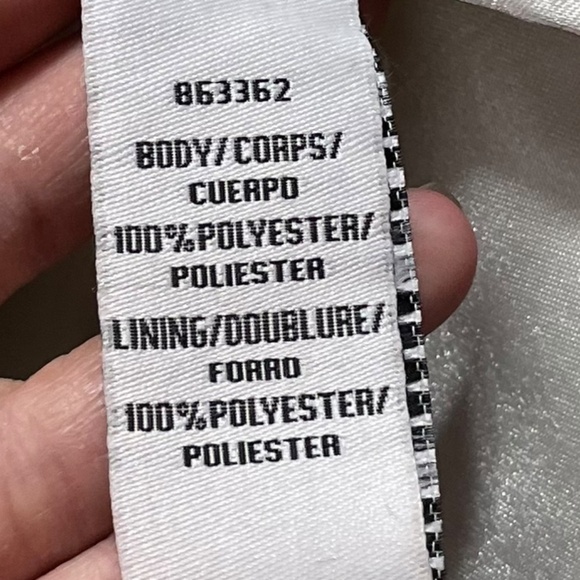 863362
BODY/CORPS/
CUERPO
100%POLYESTER/
POLIESTER
LINING/DOUBLURE/
FORRO
100%POLYESTER/
POLIESTER